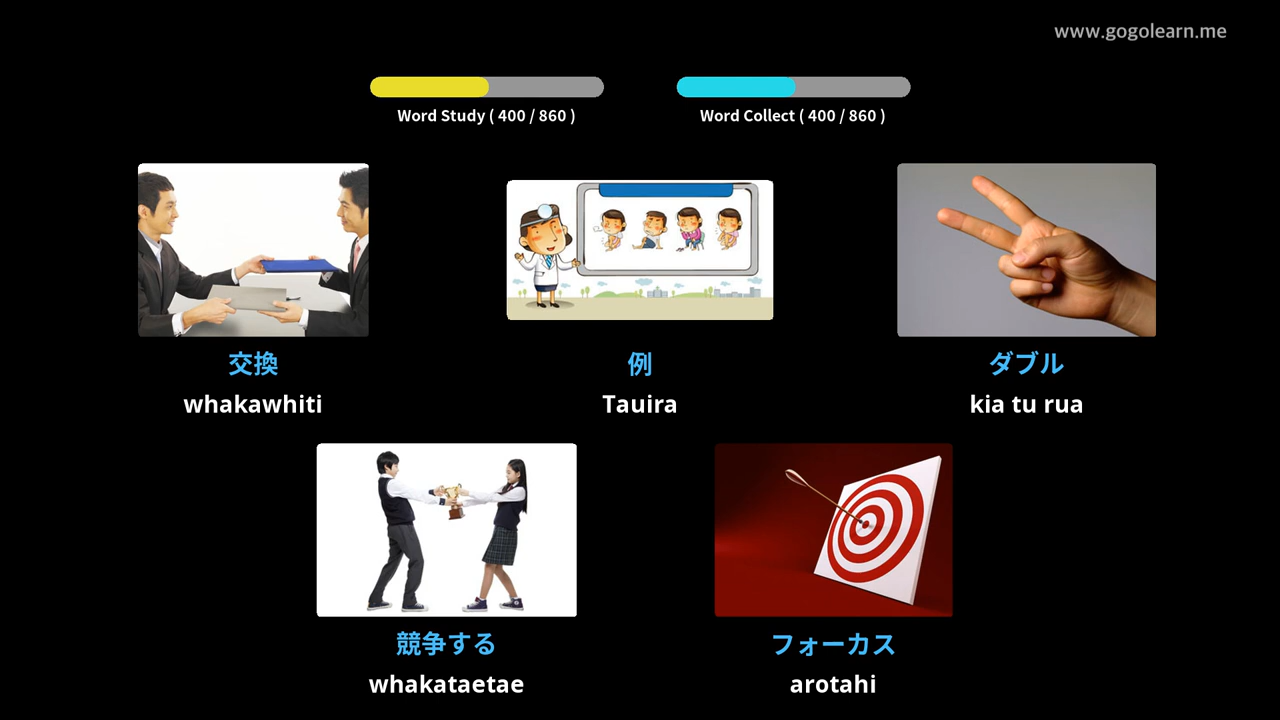 www.gogolearn.me
Word Study ( 400 / 860 )
Word Collect ( 400 / 860 )
交換
例
ダブル
whakawhiti
Tauira
kia tu rua
競争する
フォーカス
whakataetae
arotahi